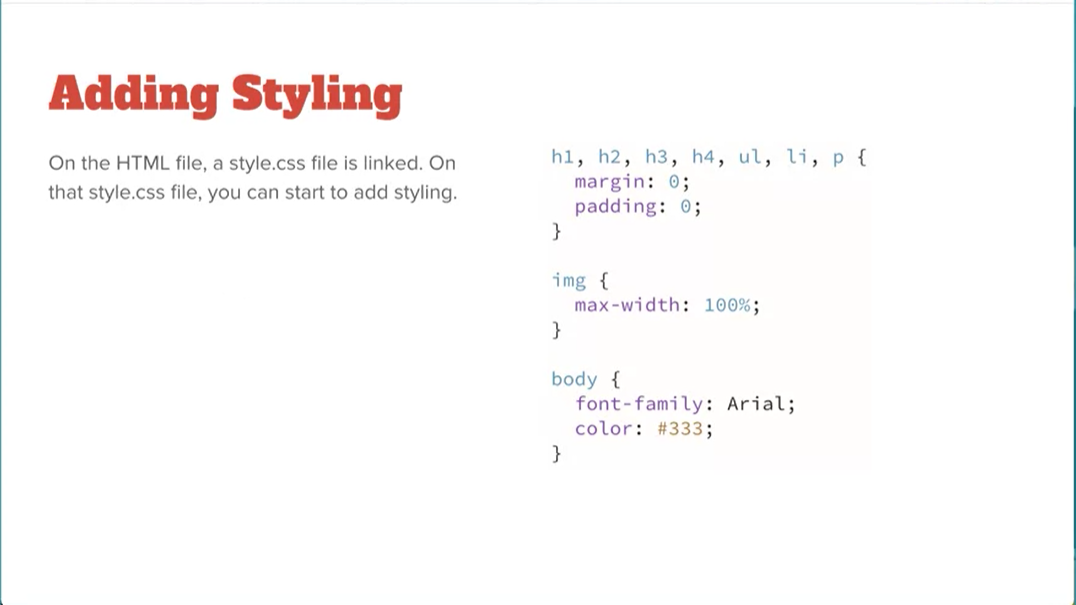 Adding Styling
On the HTML file, a style.css file is linked. On
that style.css file, you can start to add styling.
h1, h2, h3, h4, ul, li, p {
  margin: 0;
  padding: 0;
}
img {
  max-width: 100%;
}
body {
  font-family: Arial;
  color: #333;
}